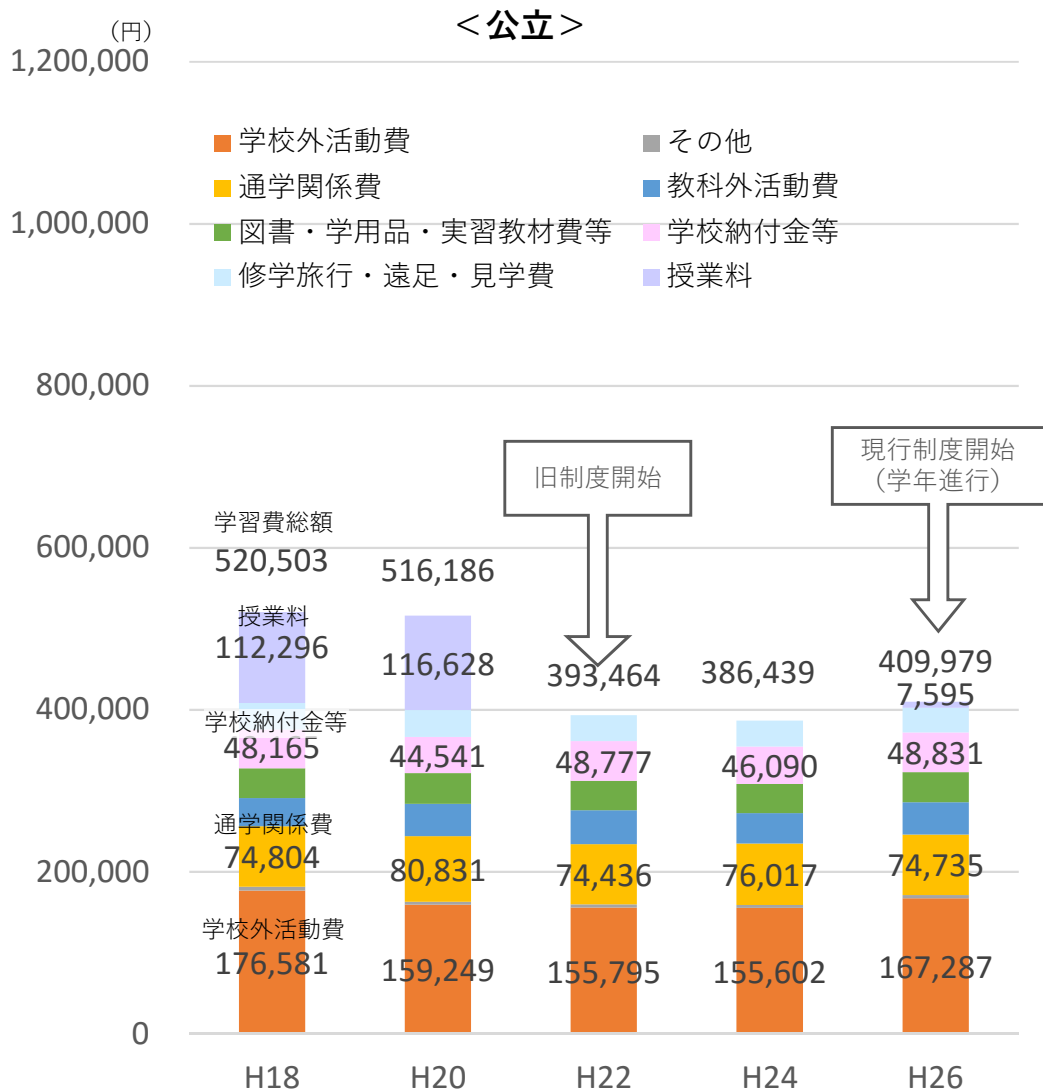 (円)
＜公立＞
1,200,000
学校外活動費
その他
通学関係費
教科外活動費
1,000,000
図書・学用品・実習教材費等
学校納付金等
修学旅行・遠足・見学費
授業料
800,000
旧制度開始
現行制度開始
（学年進行）
600,000
学習費総額
520,503
516,186
393,464
386,439
409,979
授業料
112,296
116,628
7,595
400,000
学校納付金等
48,165
44,541
48,777
46,090
48,831
通学関係費
74,804
80,831
74,436
76,017
74,735
200,000
学校外活動費
176,581
159,249
155,795
155,602
167,287
0
H18
H20
H22
H24
H26